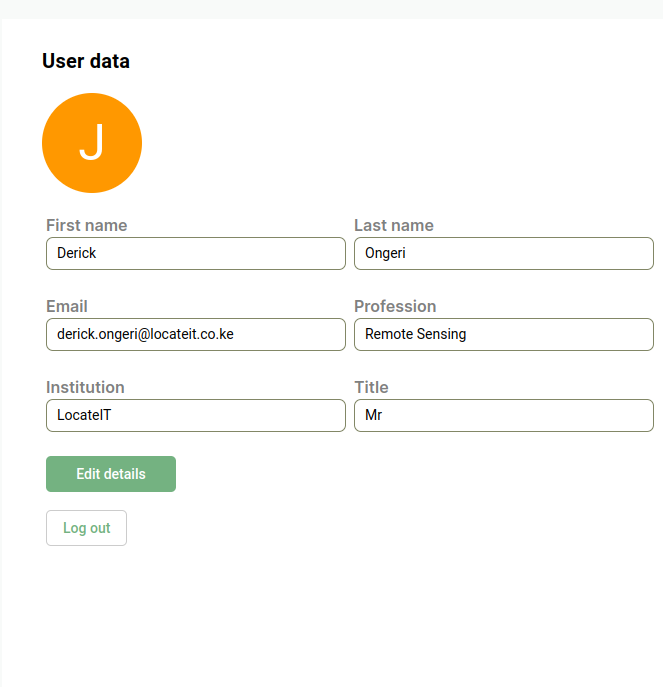 User data
J
First name Last name
Derick Ongeri
Email Profession
derick.ongeri@locateit.co.ke Remote Sensing
Institution Title
LocateIT Mr
Edit details
Log out